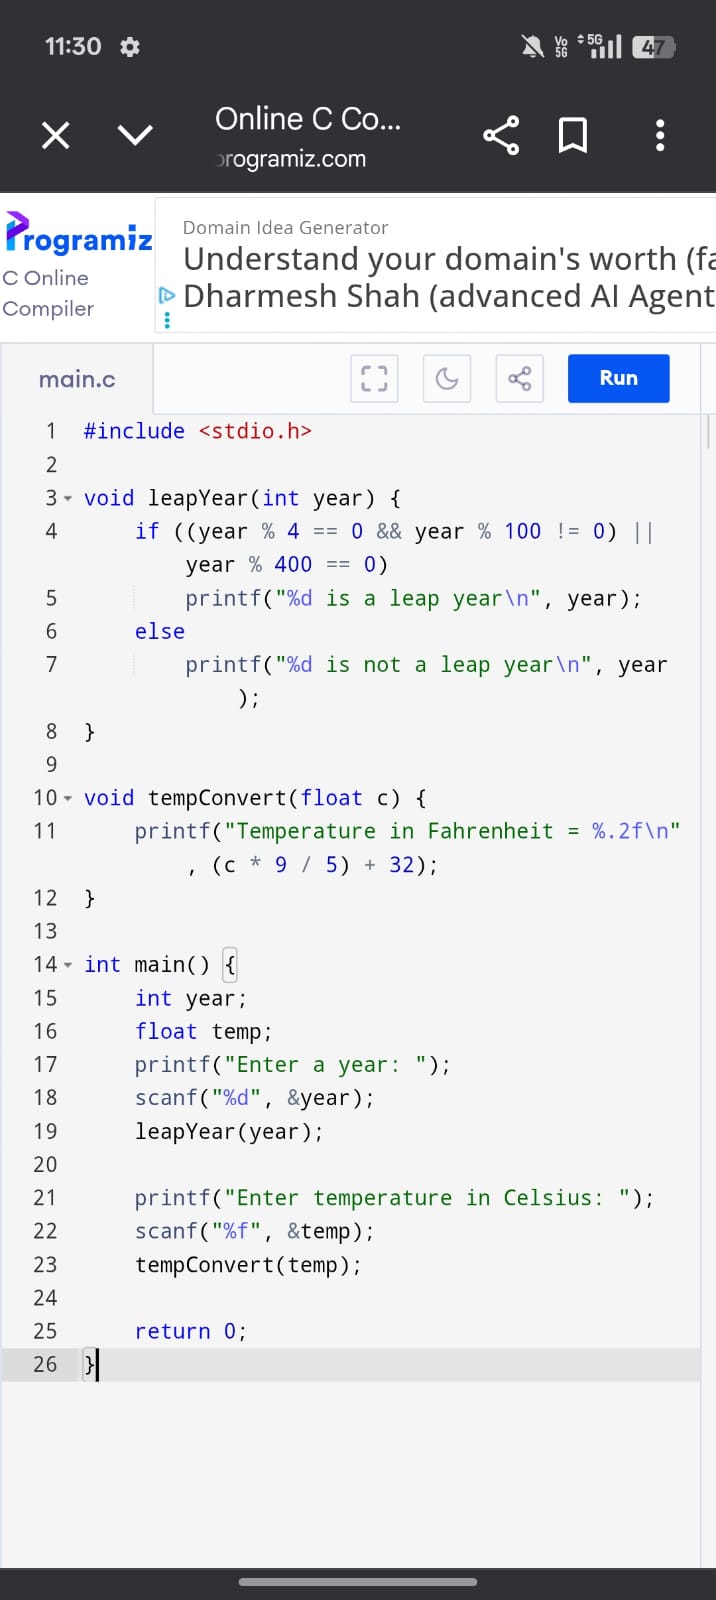 11:30
Vo 5G
5G
47
Online C Co...
programiz.com
Programiz
C Online
Compiler
Domain Idea Generator
Understand your domain's worth (fa
Dharmesh Shah (advanced AI Agent
main.c
Run
1 #include <stdio.h>
2
3 void leapYear(int year) {
4 if ((year % 4 == 0 && year % 100 != 0) ||
year % 400 == 0)
5 printf("%d is a leap year\n", year);
6 else
7 printf("%d is not a leap year\n", year
);
8 }
9
10 void tempConvert(float c) {
11 printf("Temperature in Fahrenheit = %.2f\n"
, (c * 9 / 5) + 32);
12 }
13
14 int main() {
15 int year;
16 float temp;
17 printf("Enter a year: ");
18 scanf("%d", &year);
19 leapYear(year);
20
21 printf("Enter temperature in Celsius: ");
22 scanf("%f", &temp);
23 tempConvert(temp);
24
25 return 0;
26 }